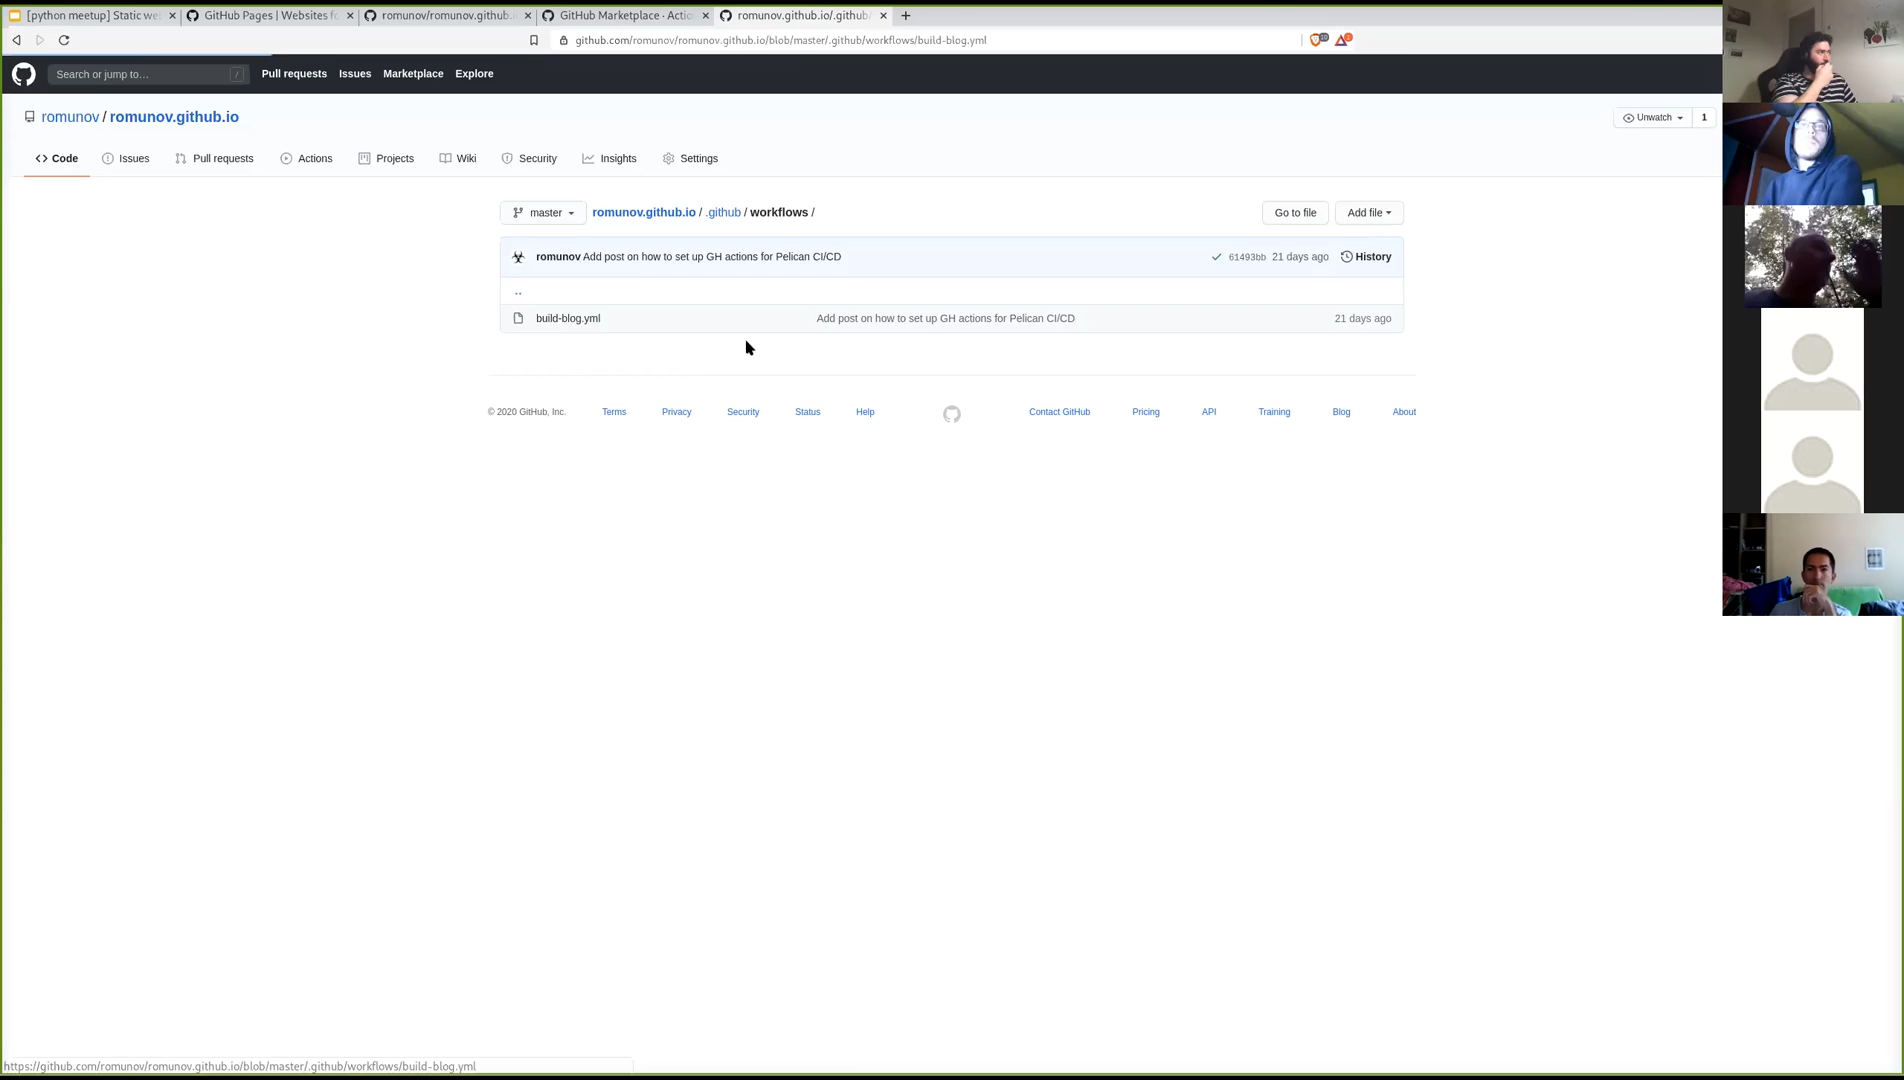 [python meetup] Static we
GitHub Pages | Websites fo
romunov/romunov.github.i
GitHub Marketplace · Actio
romunov.github.io/.github/
github.com/romunov/romunov.github.io/blob/master/.github/workflows/build-blog.yml
Search or jump to…
/
Pull requests
Issues
Marketplace
Explore
romunov / romunov.github.io
Unwatch
1
Code
Issues
Pull requests
Actions
Projects
Wiki
Security
Insights
Settings
master
romunov.github.io / .github / workflows /
Go to file
Add file
romunov Add post on how to set up GH actions for Pelican CI/CD
61493bb 21 days ago
History
..
build-blog.yml
Add post on how to set up GH actions for Pelican CI/CD
21 days ago
© 2020 GitHub, Inc.
Terms
Privacy
Security
Status
Help
Contact GitHub
Pricing
API
Training
Blog
About
https://github.com/romunov/romunov.github.io/blob/master/.github/workflows/build-blog.yml